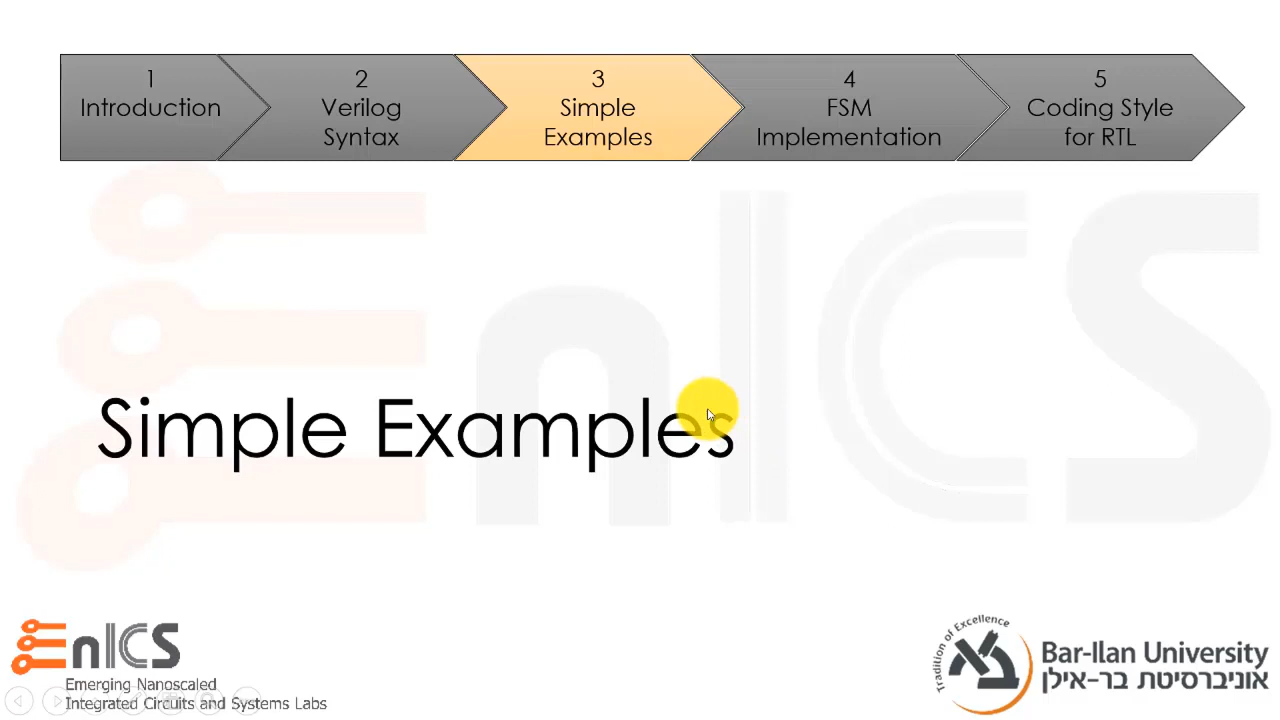 1
Introduction
2
Verilog
Syntax
3
Simple
Examples
4
FSM
Implementation
5
Coding Style
for RTL
EnICS
Simple Examples
EnICS
Emerging Nanoscaled
Integrated Circuits and Systems Labs
Tradition of Excellence
Bar-Ilan University
אוניברסיטת בר-אילן